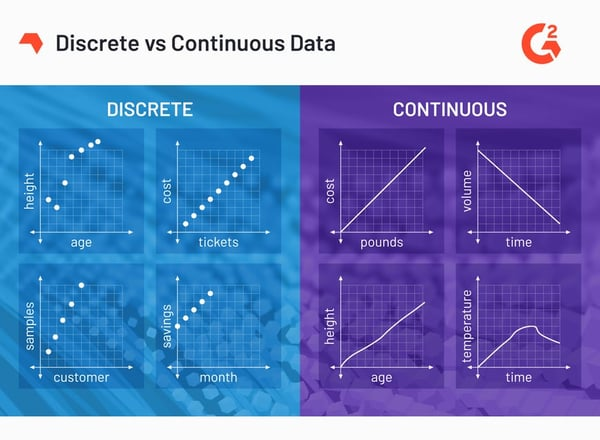 Discrete vs Continuous Data
G2
DISCRETE
height
age
cost
tickets
samples
customer
savings
month
CONTINUOUS
cost
pounds
volume
time
height
age
temperature
time